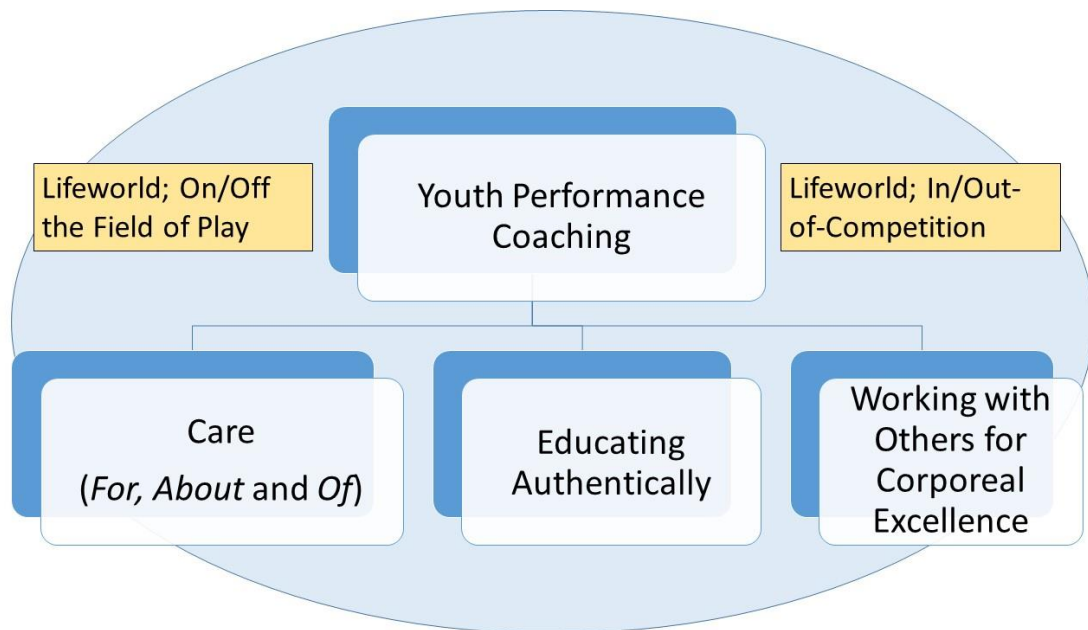 Youth Performance
Coaching
Lifeworld; On/Off
the Field of Play
Lifeworld; In/Out-
of-Competition
Care
(For, About and Of)
Educating
Authentically
Working with
Others for
Corporeal
Excellence